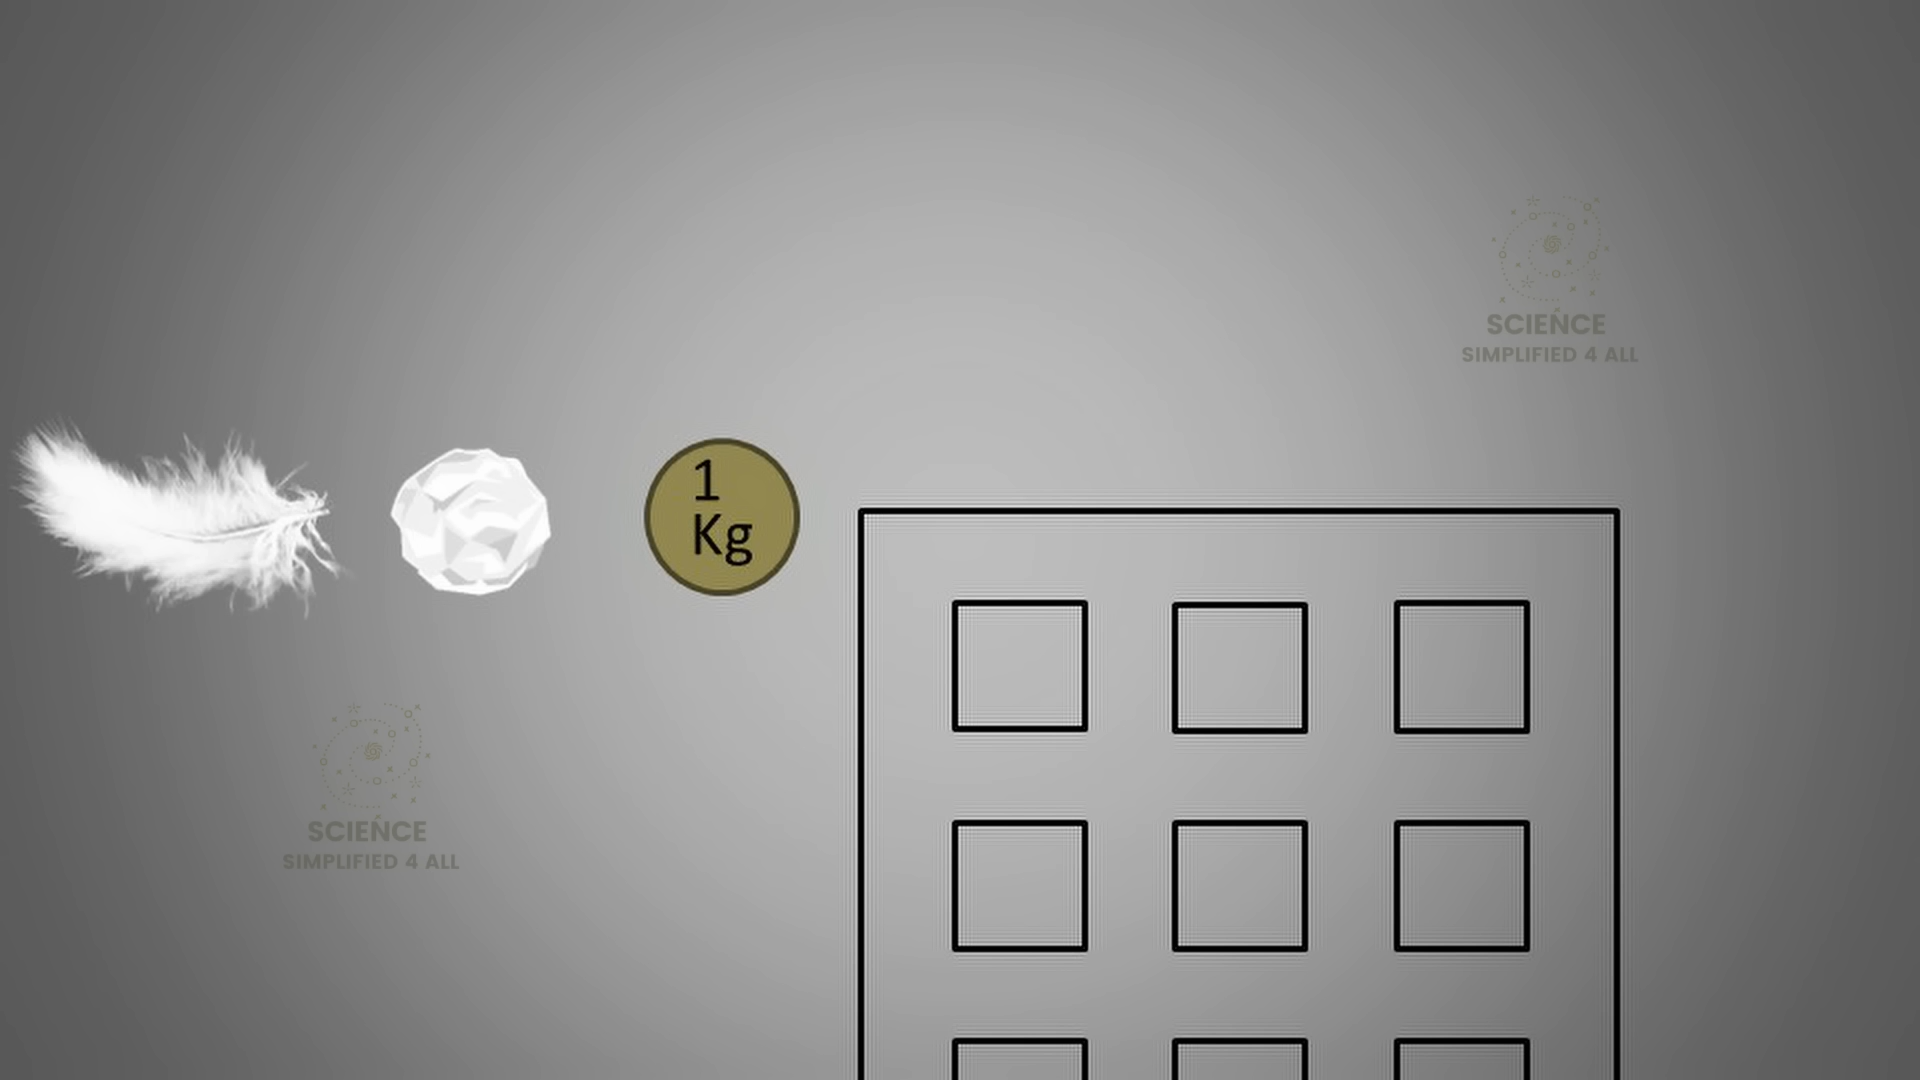 SCIENCE
SIMPLIFIED 4 ALL
1
Kg
SCIENCE
SIMPLIFIED 4 ALL